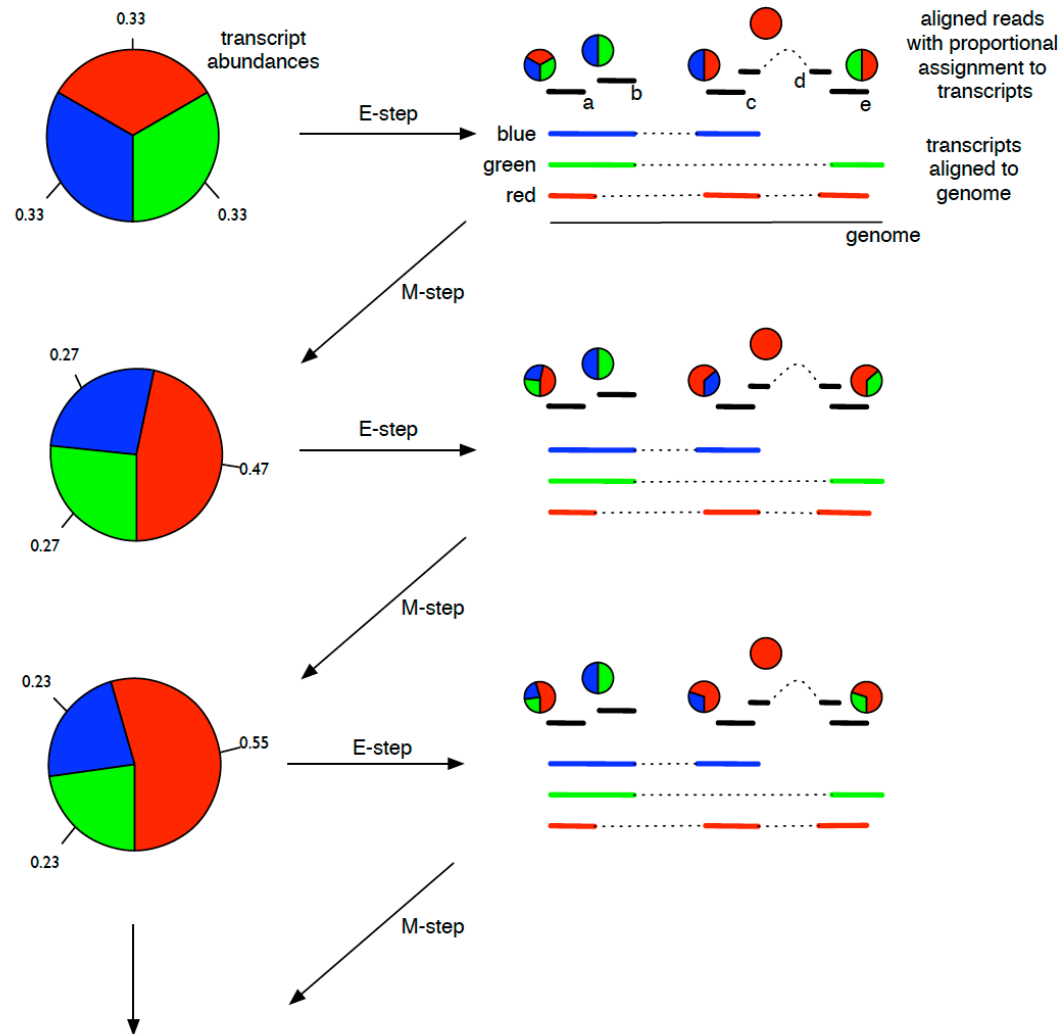 0.33
transcript
abundances
0.33
0.33
E-step
a
b
c
d
e
aligned reads
with proportional
assignment to
transcripts
blue
green
red
transcripts
aligned to
genome
genome
M-step
0.27
0.47
0.27
E-step
M-step
0.23
0.55
0.23
E-step
M-step